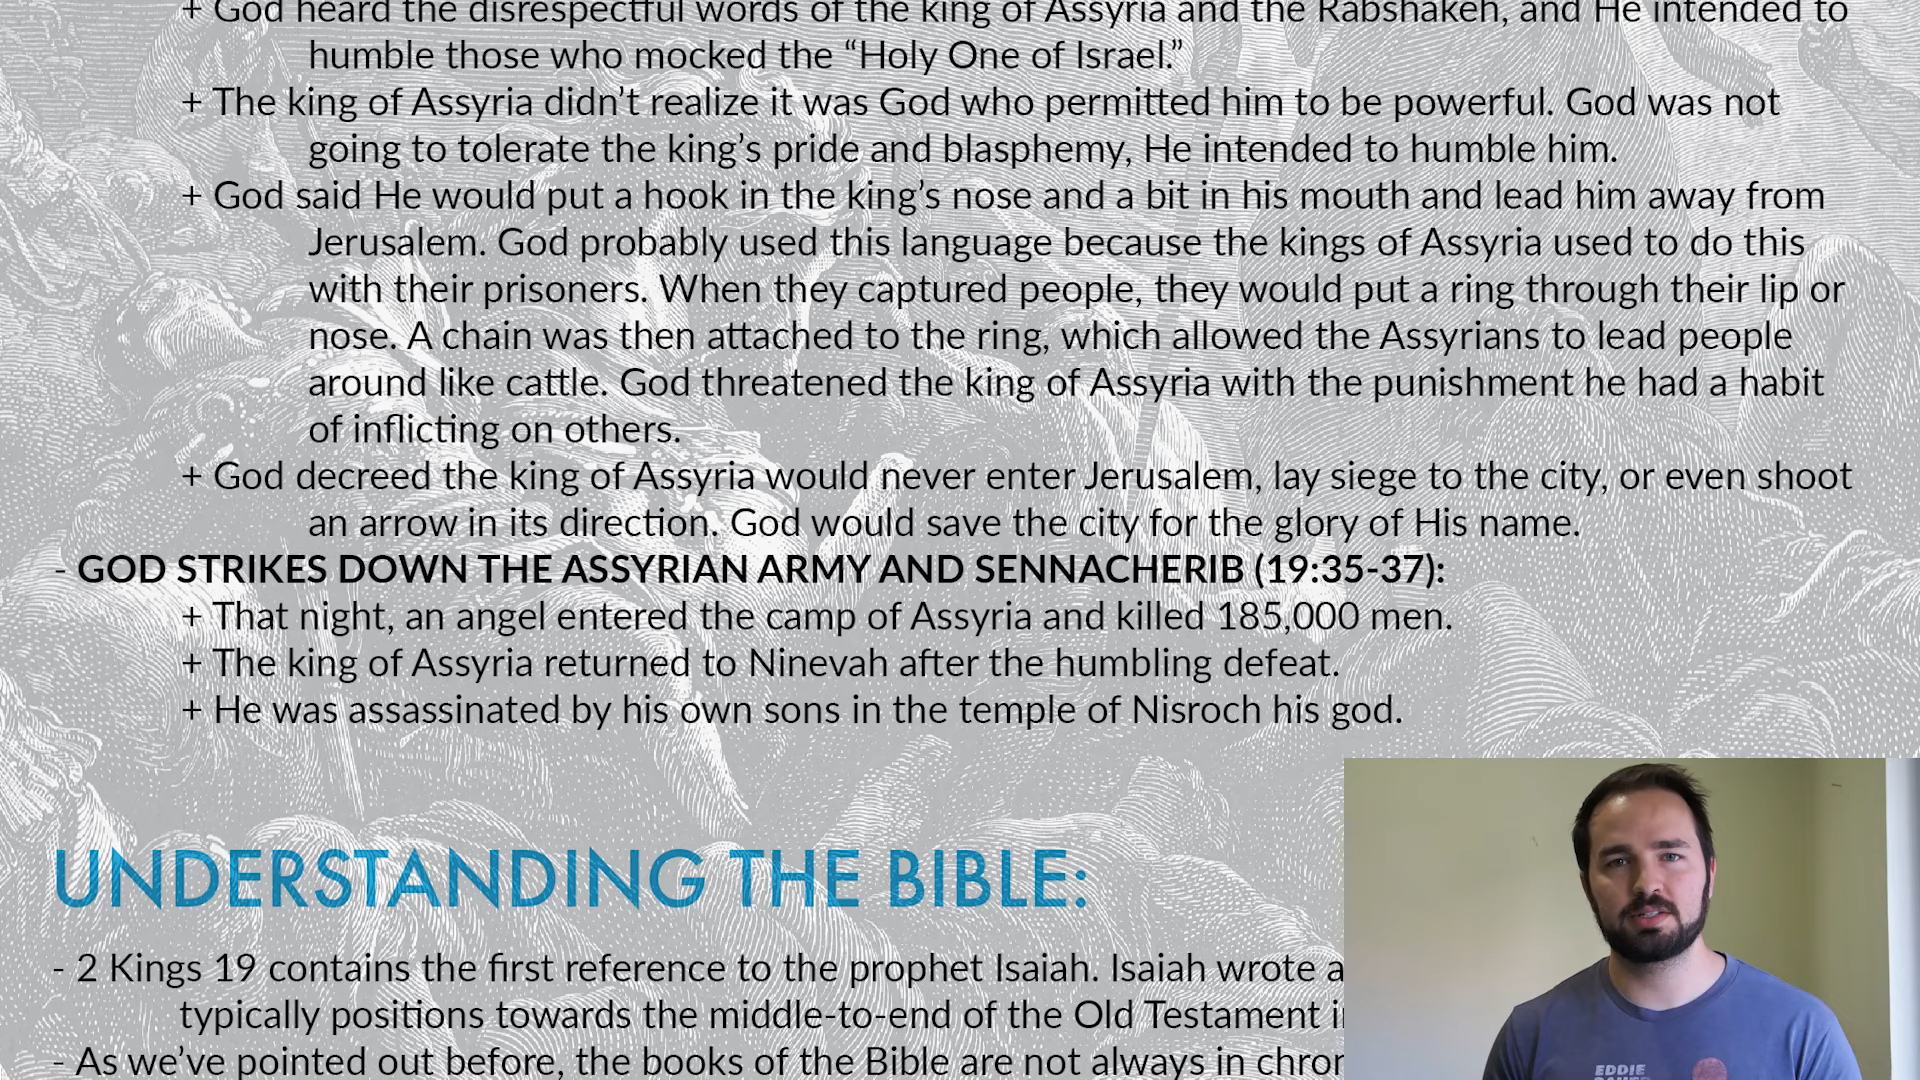 + God heard the disrespectful words of the king of Assyria and the Rabshakeh, and He intended to
humble those who mocked the “Holy One of Israel.”
+ The king of Assyria didn’t realize it was God who permitted him to be powerful. God was not
going to tolerate the king’s pride and blasphemy, He intended to humble him.
+ God said He would put a hook in the king’s nose and a bit in his mouth and lead him away from
Jerusalem. God probably used this language because the kings of Assyria used to do this
with their prisoners. When they captured people, they would put a ring through their lip or
nose. A chain was then attached to the ring, which allowed the Assyrians to lead people
around like cattle. God threatened the king of Assyria with the punishment he had a habit
of inflicting on others.
+ God decreed the king of Assyria would never enter Jerusalem, lay siege to the city, or even shoot
an arrow in its direction. God would save the city for the glory of His name.
- GOD STRIKES DOWN THE ASSYRIAN ARMY AND SENNACHERIB (19:35-37):
+ That night, an angel entered the camp of Assyria and killed 185,000 men.
+ The king of Assyria returned to Ninevah after the humbling defeat.
+ He was assassinated by his own sons in the temple of Nisroch his god.
UNDERSTANDING THE BIBLE:
- 2 Kings 19 contains the first reference to the prophet Isaiah. Isaiah wrote a
typically positions towards the middle-to-end of the Old Testament
- As we’ve pointed out before, the books of the Bible are not always in
EDDIE